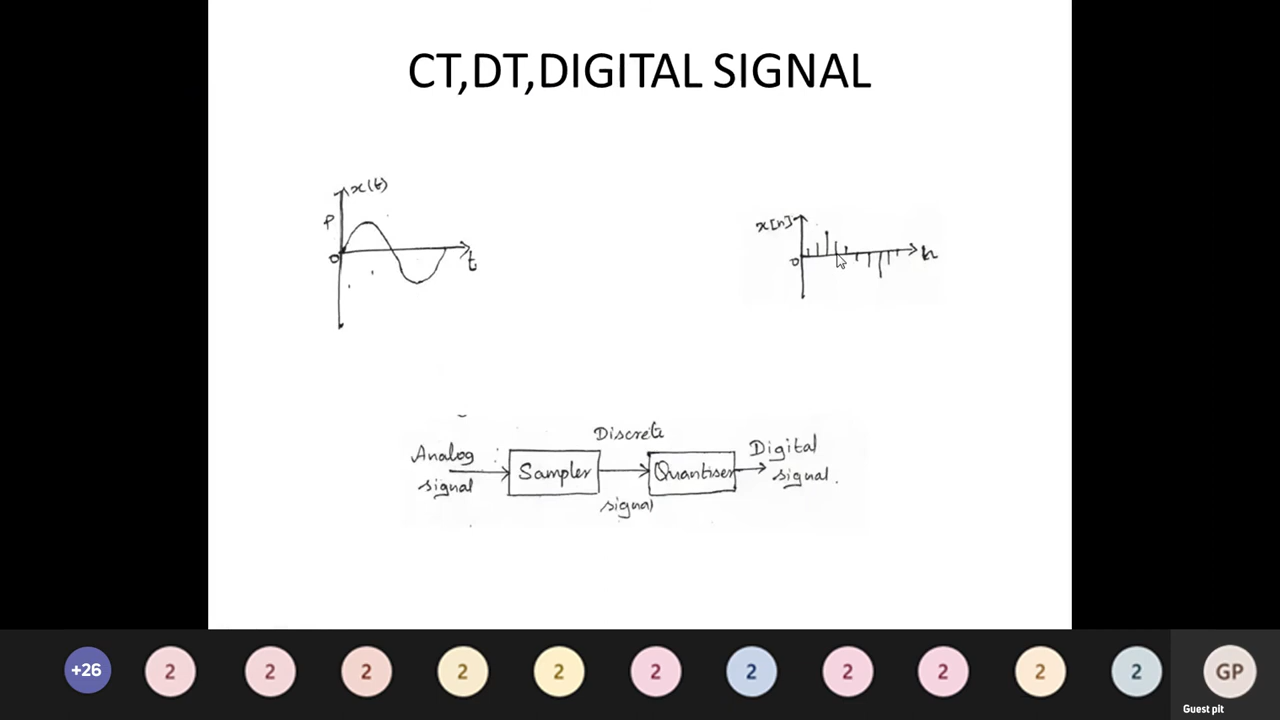 CT,DT,DIGITAL SIGNAL
x(t)
P
0
t
x[n]
0
n
Analog signal
Sampler
Discrete signal
Quantiser
Digital signal.
+26
2
2
2
2
2
2
2
2
2
2
2
GP
Guest pit